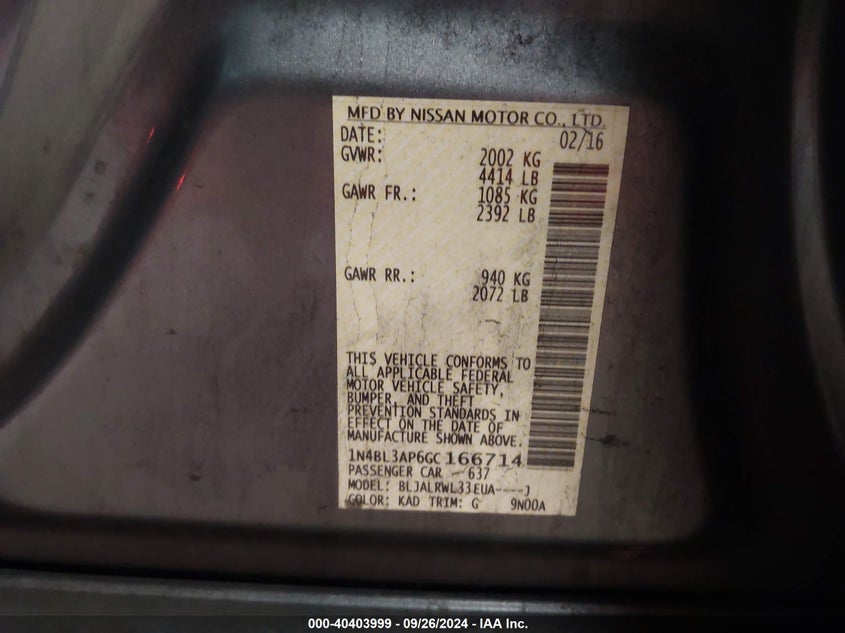 MFD BY NISSAN MOTOR CO., LTD.
DATE: 02/16
GVWR: 2002 KG
4414 LB
GAWR FR.: 1085 KG
2392 LB
GAWR RR.: 940 KG
2072 LB
THIS VEHICLE CONFORMS TO
ALL APPLICABLE FEDERAL
MOTOR VEHICLE SAFETY,
BUMPER, AND THEFT
PREVENTION STANDARDS IN
EFFECT ON THE DATE OF
MANUFACTURE SHOWN ABOVE.
1N4BL3AP6GC166714
PASSENGER CAR 637
MODEL: BLJALRWL33EUA----J
COLOR: KAD TRIM: G 9N00A
000-40403999 - 09/26/2024 - IAA Inc.